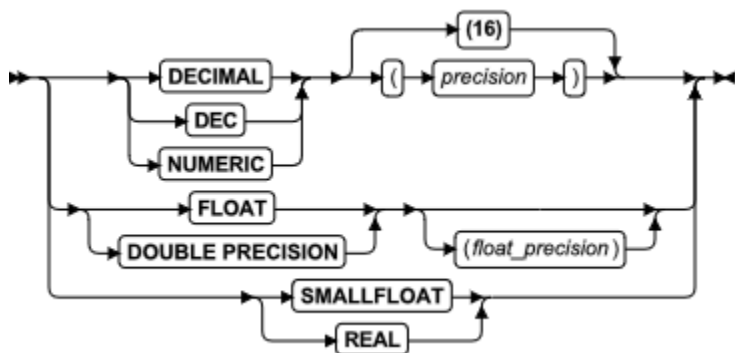 (16)
DECIMAL ( precision )
DEC
NUMERIC
FLOAT
DOUBLE PRECISION (float_precision)
SMALLFLOAT
REAL